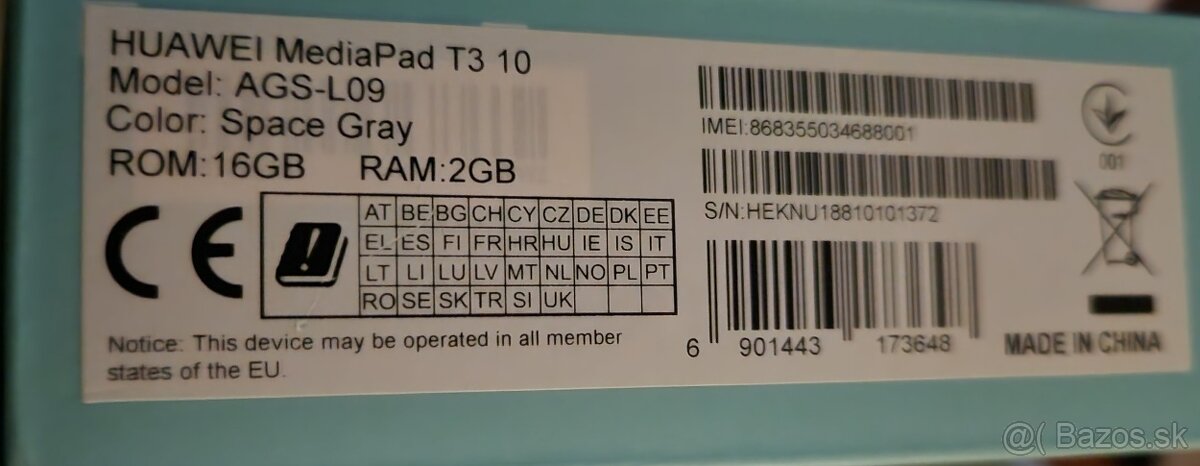 HUAWEI MediaPad T3 10
Model: AGS-L09
Color: Space Gray
ROM:16GB RAM:2GB
CE
AT BE BG CH CY CZ DE DK EE
EL ES FI FR HR HU IE IS IT
LT LI LU LV MT NL NO PL PT
RO SE SK TR SI UK
Notice: This device may be operated in all member
states of the EU.
IMEI:868355034688001
S/N:HEKNU18810101372
6 901443 173648
001
MADE IN CHINA
@( Bazos.sk